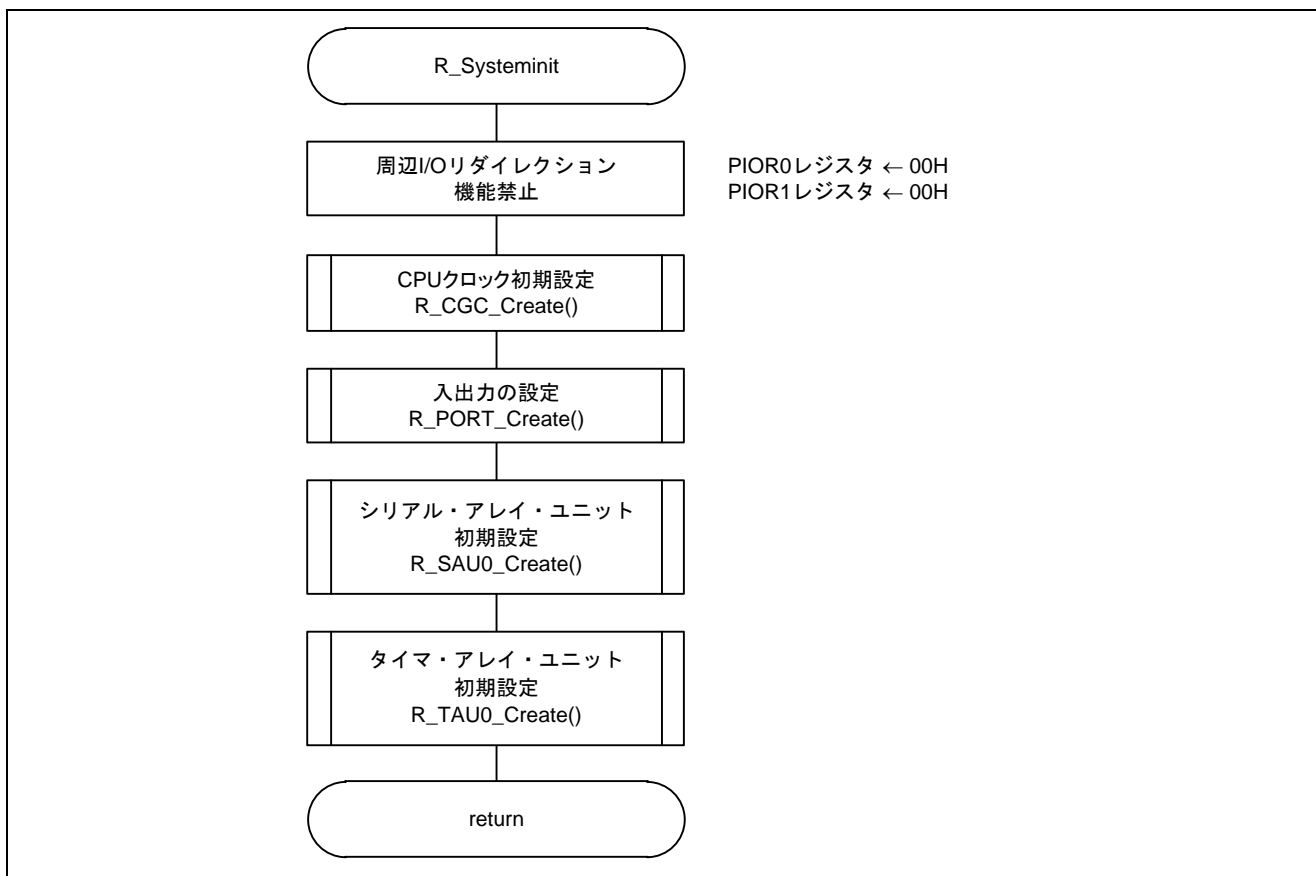 R_Systeminit
周辺I/Oリダイレクション
機能禁止
PIOR0レジスタ ← 00H
PIOR1レジスタ ← 00H
CPUクロック初期設定
R_CGC_Create()
入出力の設定
R_PORT_Create()
シリアル・アレイ・ユニット
初期設定
R_SAU0_Create()
タイマ・アレイ・ユニット
初期設定
R_TAU0_Create()
return